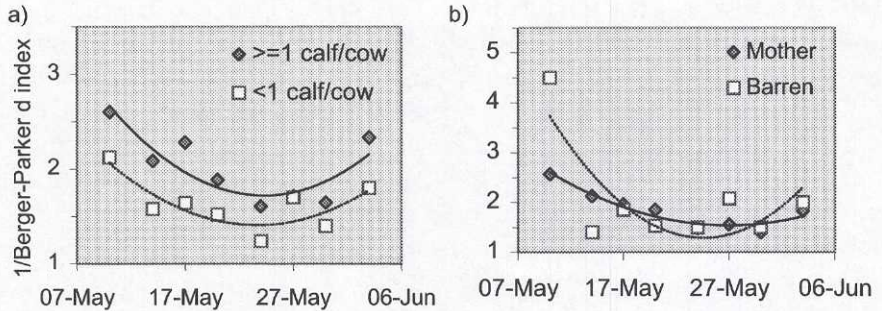 a)
1/Berger-Parker d index
3
2
1
>=1 calf/cow
<1 calf/cow
07-May 17-May 27-May 06-Jun
b)
5
4
3
2
1
Mother
Barren
07-May 17-May 27-May 06-Jun